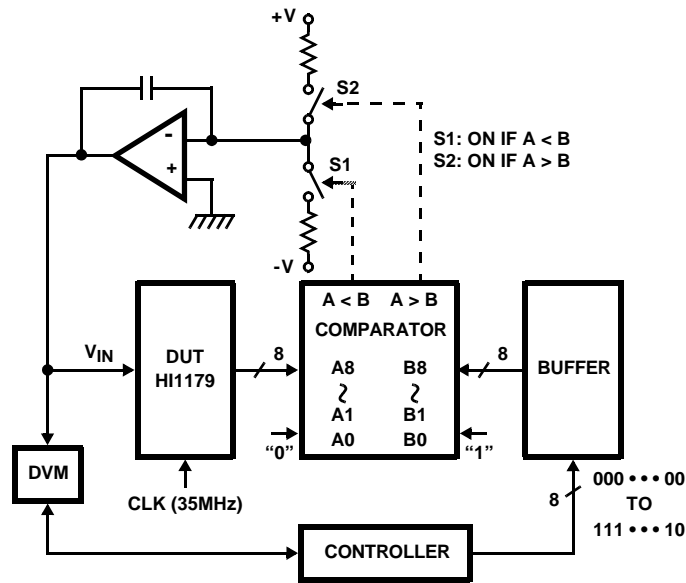 +V
S2
-
+
S1
S1: ON IF A < B
S2: ON IF A > B
-V
A < B A > B
COMPARATOR
VIN
DUT
HI1179
8
A8 B8
A1 B1
A0 B0
8
BUFFER
"0"
"1"
DVM
CLK (35MHz)
8
000 • • • 00
TO
111 • • • 10
CONTROLLER